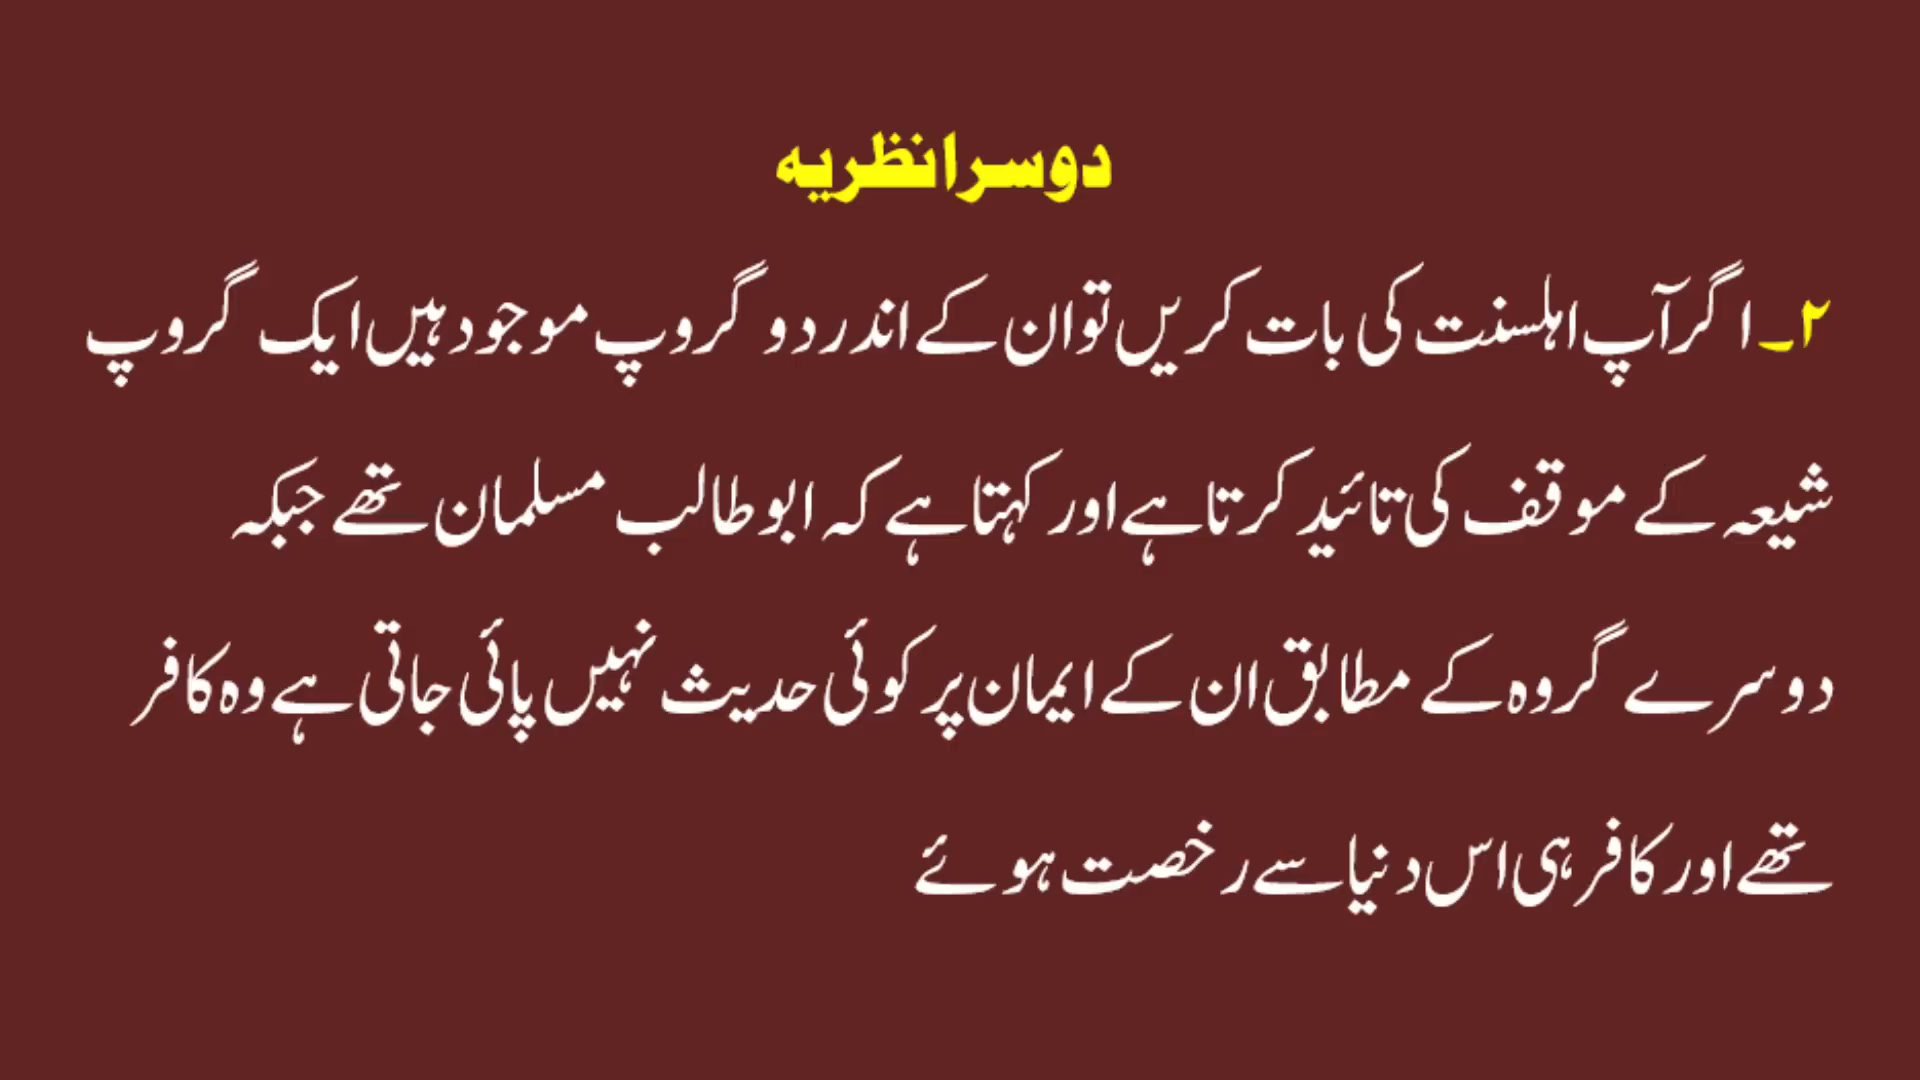 دوسرا نظریہ
۲۔ اگر آپ اہلسنت کی بات کریں تو ان کے اندر دو گروپ موجود ہیں ایک گروپ
شیعہ کے موقف کی تائید کرتا ہے اور کہتا ہے کہ ابو طالب مسلمان تھے جبکہ
دوسرے گروہ کے مطابق ان کے ایمان پر کوئی حدیث نہیں پائی جاتی ہے وہ کافر
تھے اور کافر ہی اس دنیا سے رخصت ہوئے